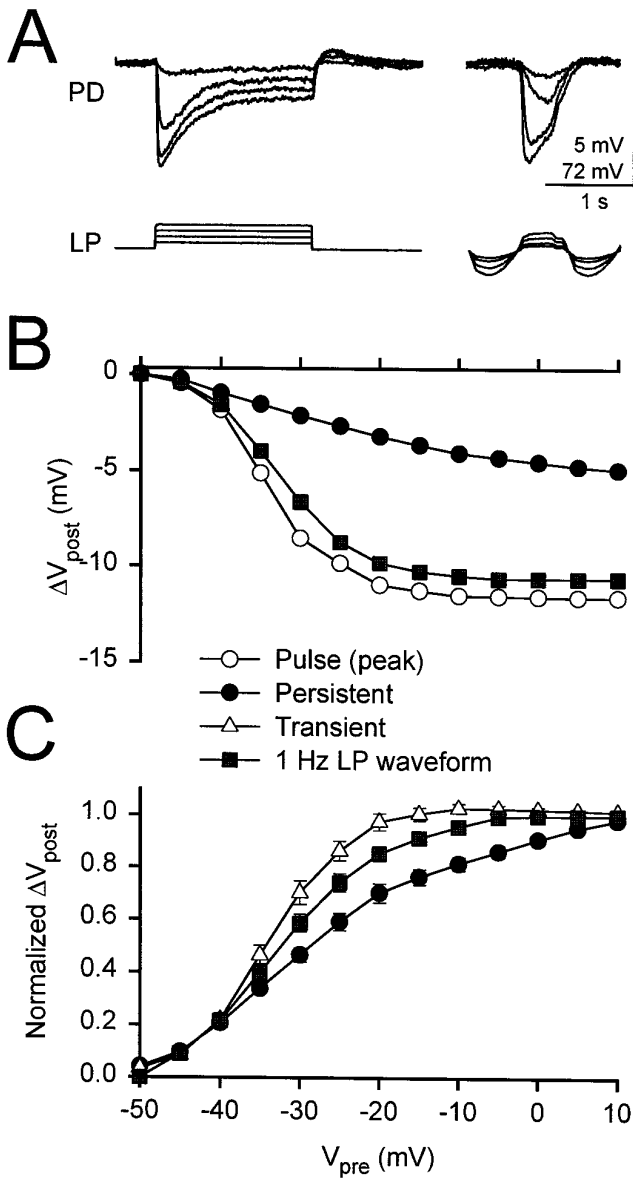 A
PD
5 mV
72 mV
1 s
LP
B
0
-5
-10
-15
ΔVpost (mV)
Pulse (peak)
Persistent
Transient
1 Hz LP waveform
C
1.0
0.8
0.6
0.4
0.2
0.0
Normalized ΔVpost
-50 -40 -30 -20 -10 0 10
Vpre (mV)